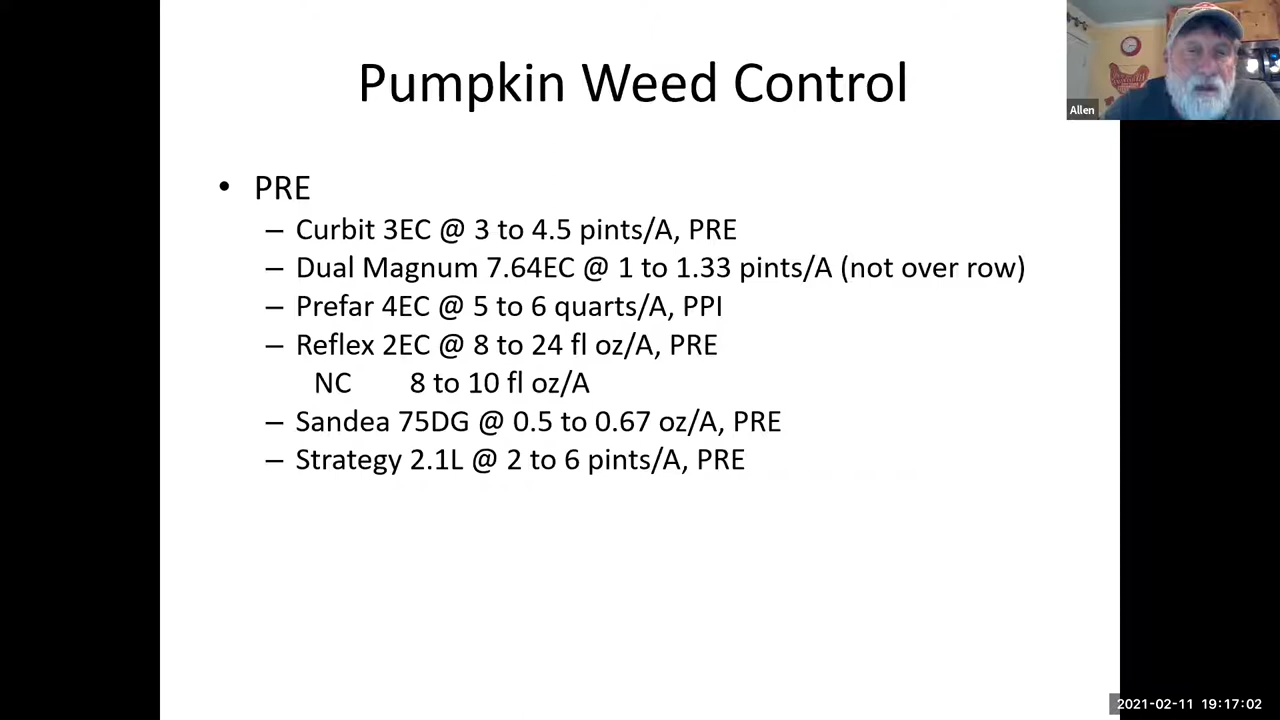 Pumpkin Weed Control
Allen
• PRE
– Curbit 3EC @ 3 to 4.5 pints/A, PRE
– Dual Magnum 7.64EC @ 1 to 1.33 pints/A (not over row)
– Prefar 4EC @ 5 to 6 quarts/A, PPI
– Reflex 2EC @ 8 to 24 fl oz/A, PRE
NC 8 to 10 fl oz/A
– Sandea 75DG @ 0.5 to 0.67 oz/A, PRE
– Strategy 2.1L @ 2 to 6 pints/A, PRE
2021-02-11 19:17:02